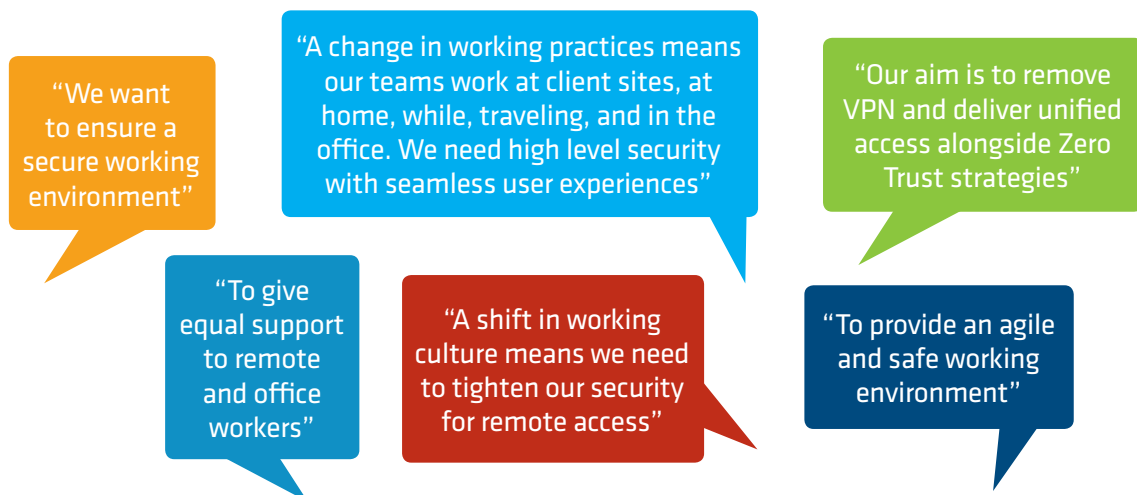 “We want
to ensure a
secure working
environment”
“A change in working practices means
our teams work at client sites, at
home, while, traveling, and in the
office. We need high level security
with seamless user experiences”
“Our aim is to remove
VPN and deliver unified
access alongside Zero
Trust strategies”
“To give
equal support
to remote
and office
workers”
“A shift in working
culture means we need
to tighten our security
for remote access”
“To provide an agile
and safe working
environment”